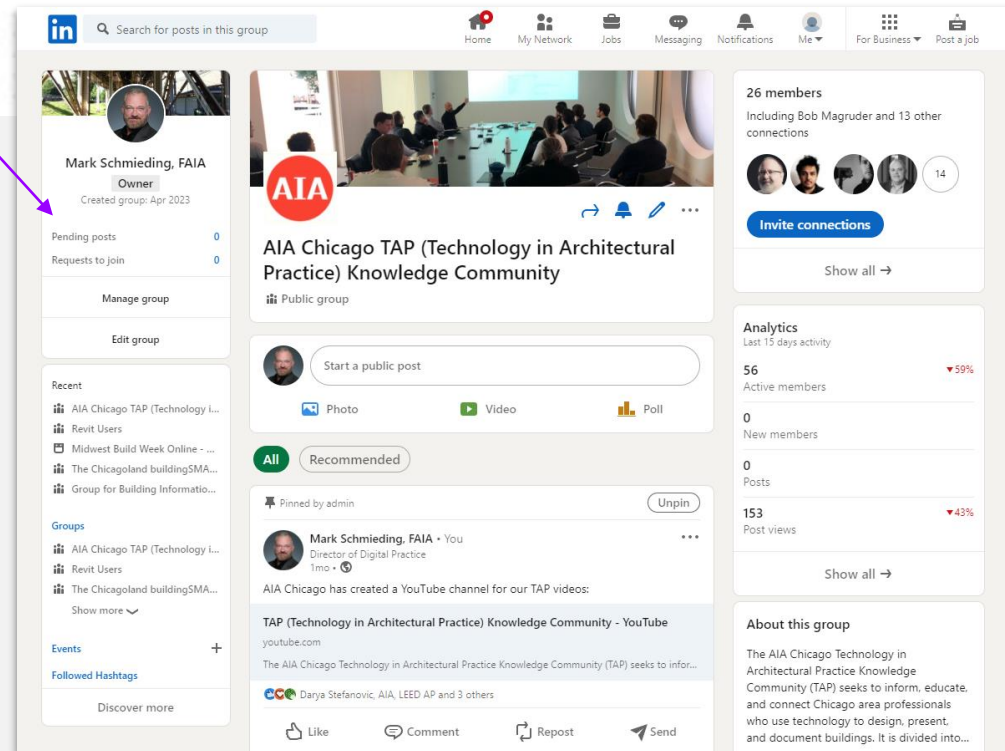 in
Search for posts in this group
Home
My Network
Jobs
Messaging
Notifications
Me
For Business
Post a job
Mark Schmieding, FAIA
Owner
Created group: Apr 2023
Pending posts 0
Requests to join 0
Manage group
Edit group
Recent
AIA Chicago TAP (Technology i...
Revit Users
Midwest Build Week Online - ...
The Chicagoland buildingSMA...
Group for Building Informatio...
Groups
AIA Chicago TAP (Technology i...
Revit Users
The Chicagoland buildingSMA...
Show more
Events +
Followed Hashtags
Discover more
AIA
AIA Chicago TAP (Technology in Architectural
Practice) Knowledge Community
Public group
Start a public post
Photo
Video
Poll
All
Recommended
Pinned by admin
Unpin
Mark Schmieding, FAIA • You
Director of Digital Practice
1mo •
AIA Chicago has created a YouTube channel for our TAP videos:
TAP (Technology in Architectural Practice) Knowledge Community - YouTube
youtube.com
The AIA Chicago Technology in Architectural Practice Knowledge Community (TAP) seeks to infor...
Darya Stefanovic, AIA, LEED AP and 3 others
Like
Comment
Repost
Send
26 members
Including Bob Magruder and 13 other
connections
14
Invite connections
Show all →
Analytics
Last 15 days activity
56 ▼59%
Active members
0
New members
0
Posts
153 ▼43%
Post views
Show all →
About this group
The AIA Chicago Technology in
Architectural Practice Knowledge
Community (TAP) seeks to inform, educate,
and connect Chicago area professionals
who use technology to design, present,
and document buildings. It is divided into...